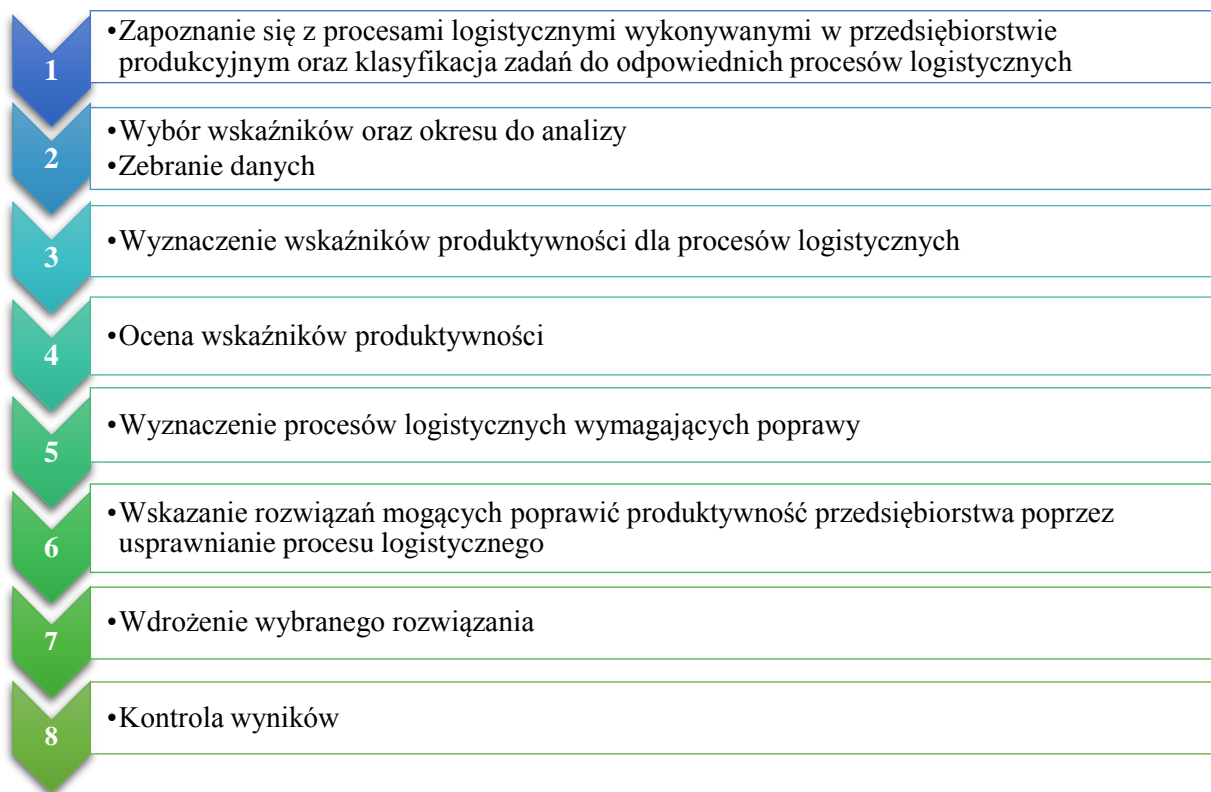 1
•Zapoznanie się z procesami logistycznymi wykonywanymi w przedsiębiorstwie
produkcyjnym oraz klasyfikacja zadań do odpowiednich procesów logistycznych
2
•Wybór wskaźników oraz okresu do analizy
•Zebranie danych
3
•Wyznaczenie wskaźników produktywności dla procesów logistycznych
4
•Ocena wskaźników produktywności
5
•Wyznaczenie procesów logistycznych wymagających poprawy
6
•Wskazanie rozwiązań mogących poprawić produktywność przedsiębiorstwa poprzez
usprawnianie procesu logistycznego
7
•Wdrożenie wybranego rozwiązania
8
•Kontrola wyników